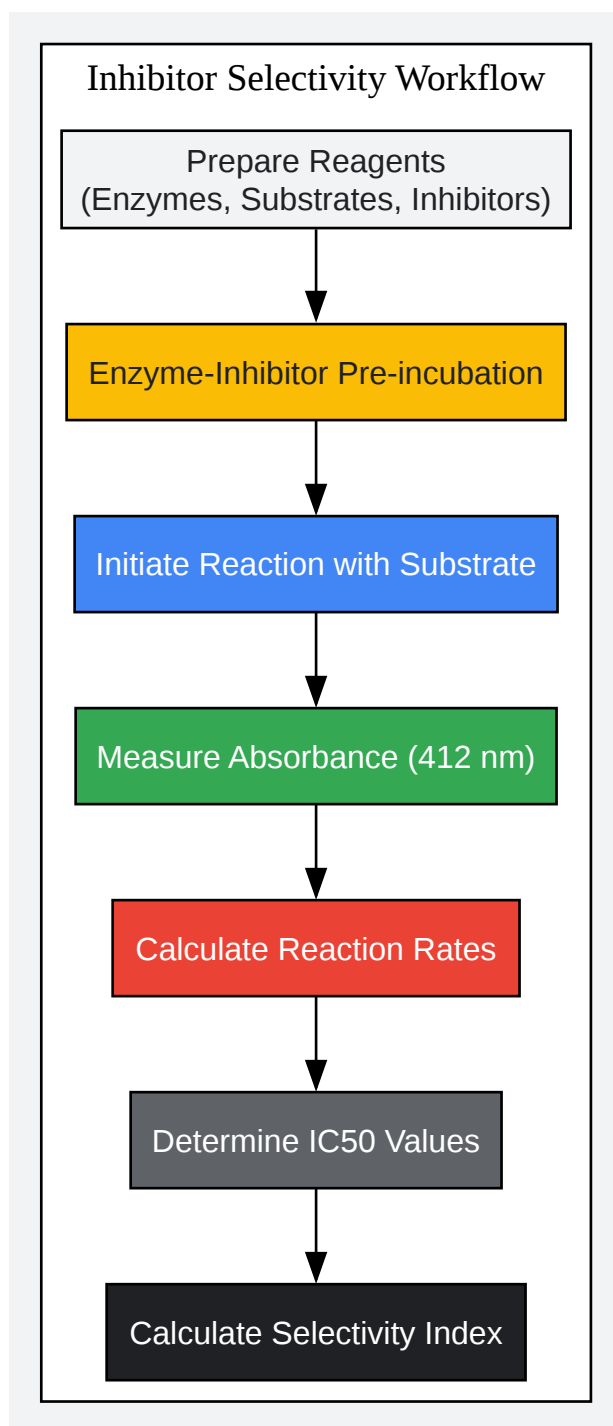 Inhibitor Selectivity Workflow
Prepare Reagents
(Enzymes, Substrates, Inhibitors)
Enzyme-Inhibitor Pre-incubation
Initiate Reaction with Substrate
Measure Absorbance (412 nm)
Calculate Reaction Rates
Determine IC50 Values
Calculate Selectivity Index